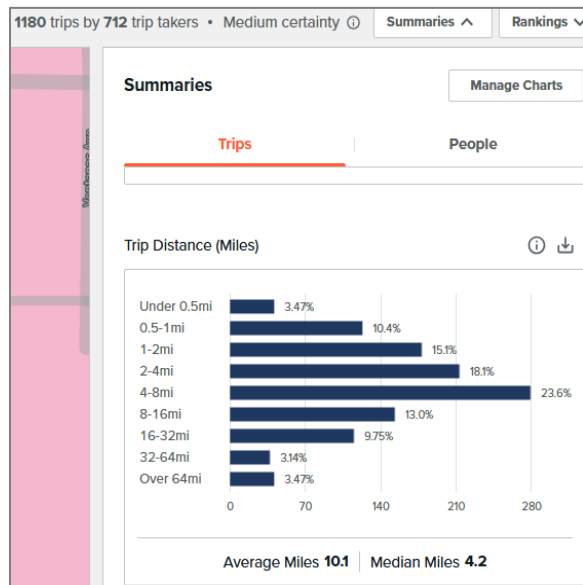 1180 trips by 712 trip takers • Medium certainty
Summaries
Rankings
Summaries
Manage Charts
Trips
People
Trip Distance (Miles)
Under 0.5mi 3.47%
0.5-1mi 10.4%
1-2mi 15.1%
2-4mi 18.1%
4-8mi 23.6%
8-16mi 13.0%
16-32mi 9.75%
32-64mi 3.14%
Over 64mi 3.47%
0 70 140 210 280
Average Miles 10.1 | Median Miles 4.2